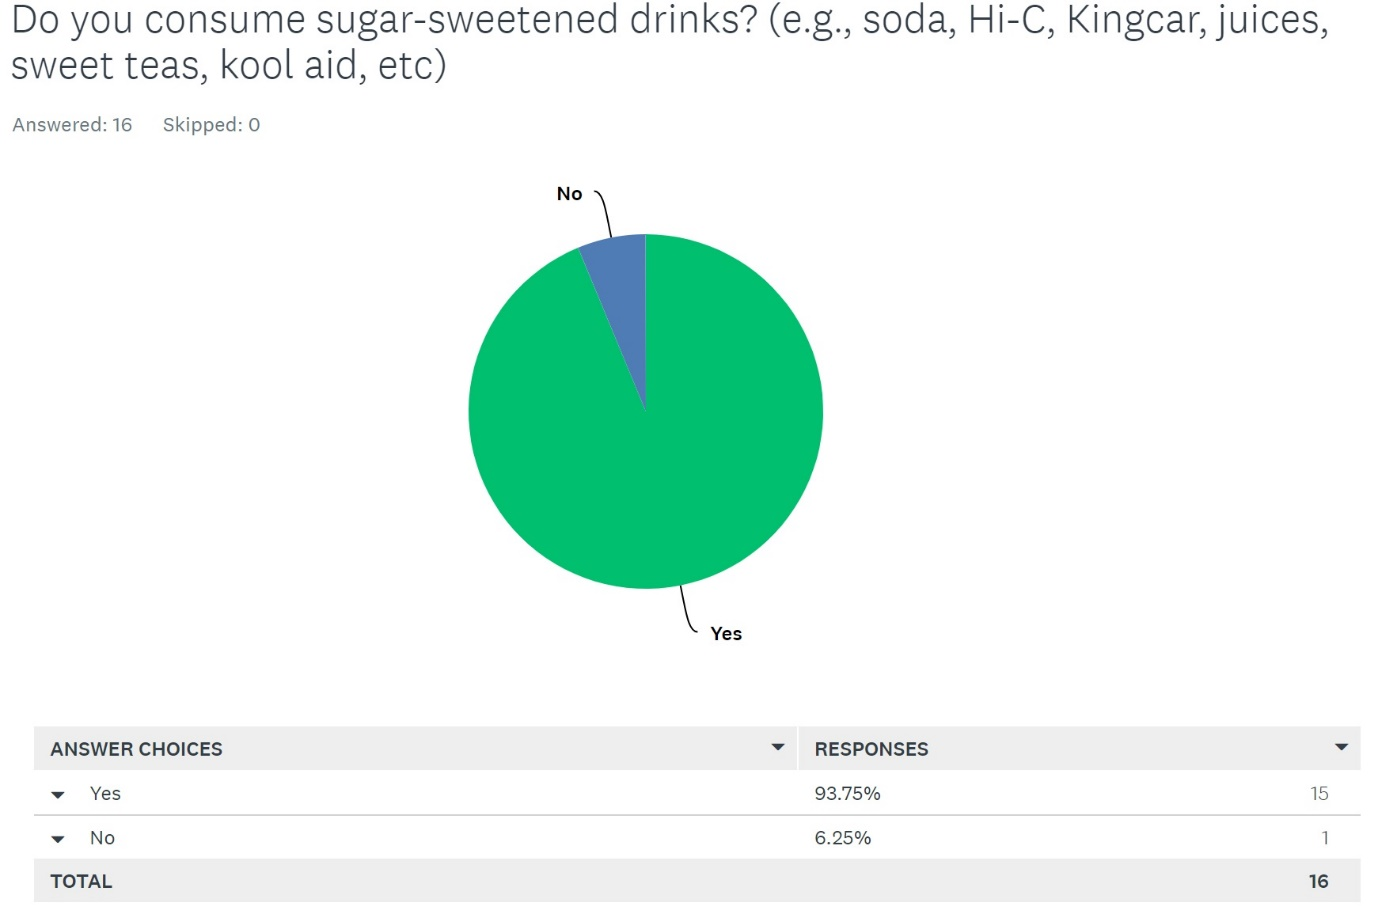 Do you consume sugar-sweetened drinks? (e.g., soda, Hi-C, Kingcar, juices,
sweet teas, kool aid, etc)
Answered: 16 Skipped: 0
No
Yes
ANSWER CHOICES RESPONSES
Yes 93.75% 15
No 6.25% 1
TOTAL 16